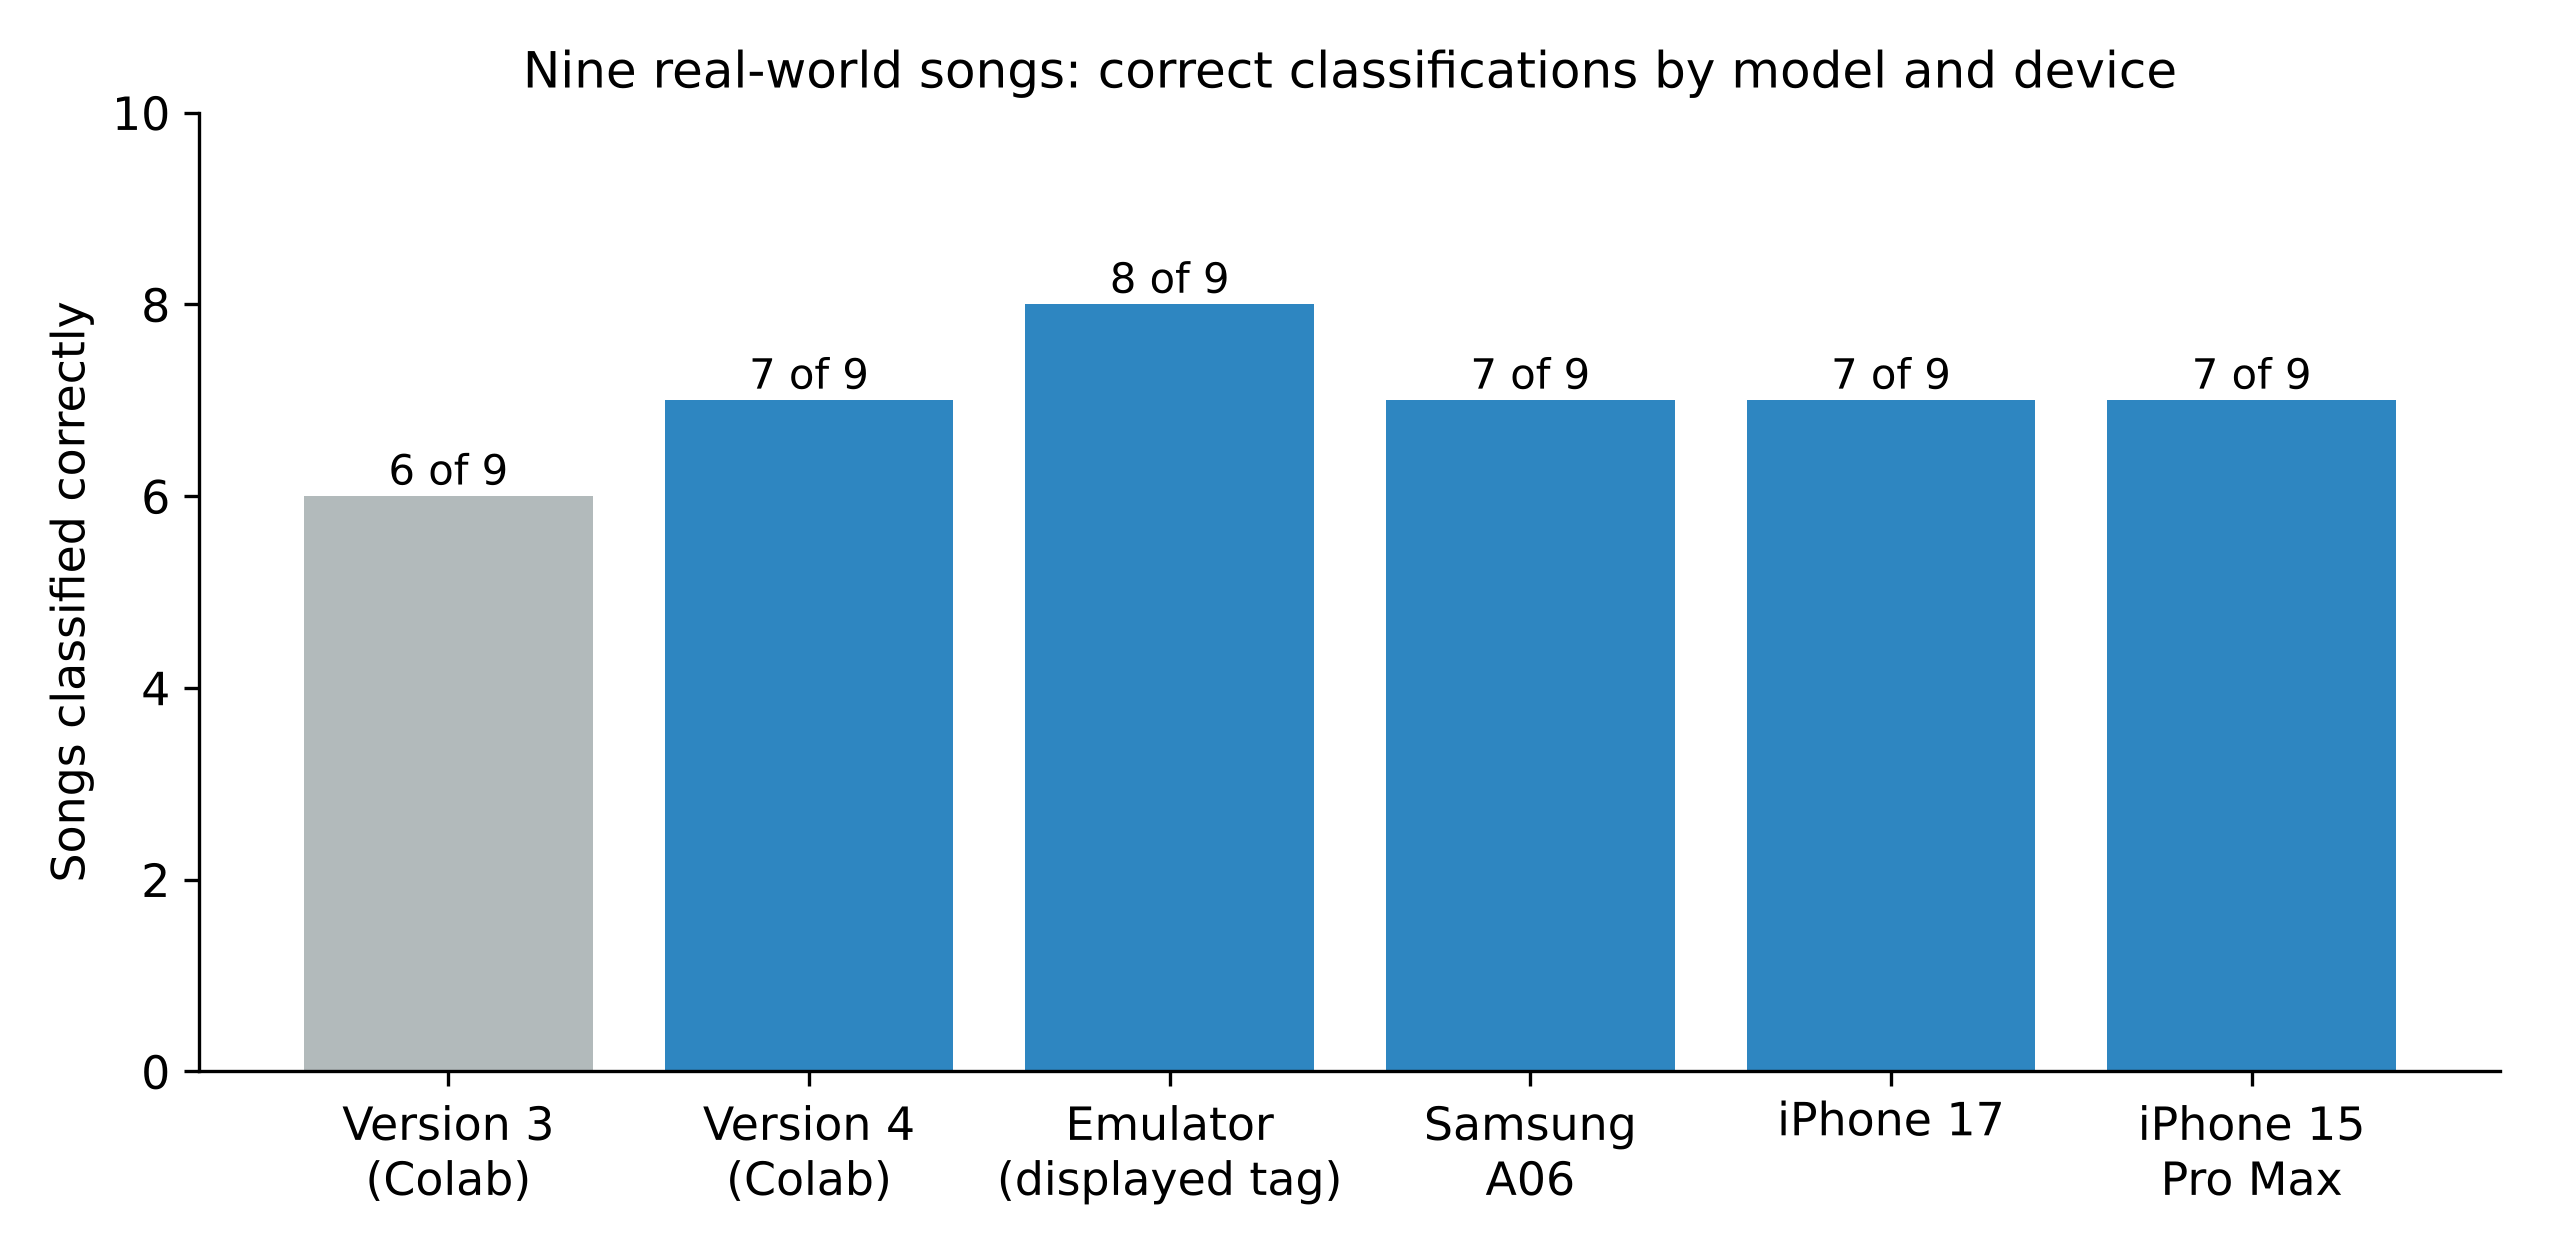 Nine real-world songs: correct classifications by model and device
Songs classified correctly
10
8
6
4
2
0
6 of 9
7 of 9
8 of 9
7 of 9
7 of 9
7 of 9
Version 3
(Colab)
Version 4
(Colab)
Emulator
(displayed tag)
Samsung
A06
iPhone 17
iPhone 15
Pro Max